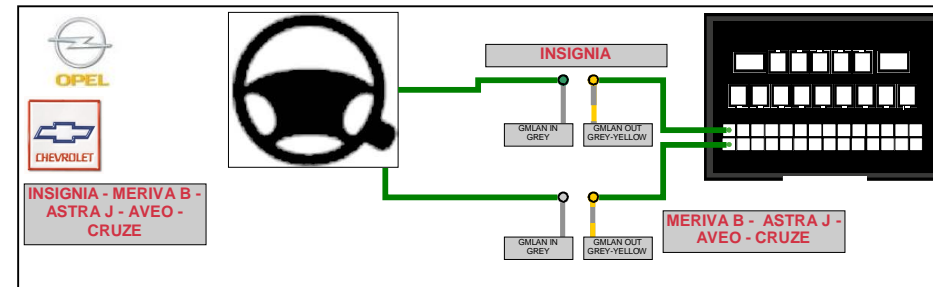 OPEL
CHEVROLET
INSIGNIA - MERIVA B -
ASTRA J - AVEO -
CRUZE
INSIGNIA
GMLAN IN
GREY
GMLAN OUT
GREY-YELLOW
GMLAN IN
GREY
GMLAN OUT
GREY-YELLOW
MERIVA B - ASTRA J -
AVEO - CRUZE